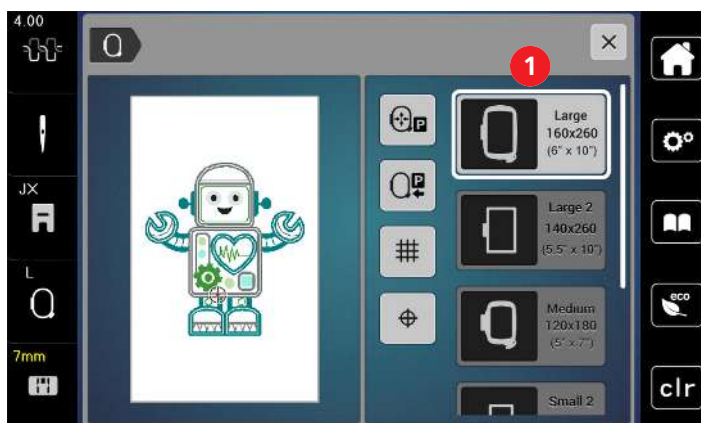 4.00
1
Large
160x260
(6" x 10")
P
JX
P
Large 2
140x260
(5.5" x 10")
L
eco
Medium
120x180
(5" x 7")
7mm
Small 2
clr